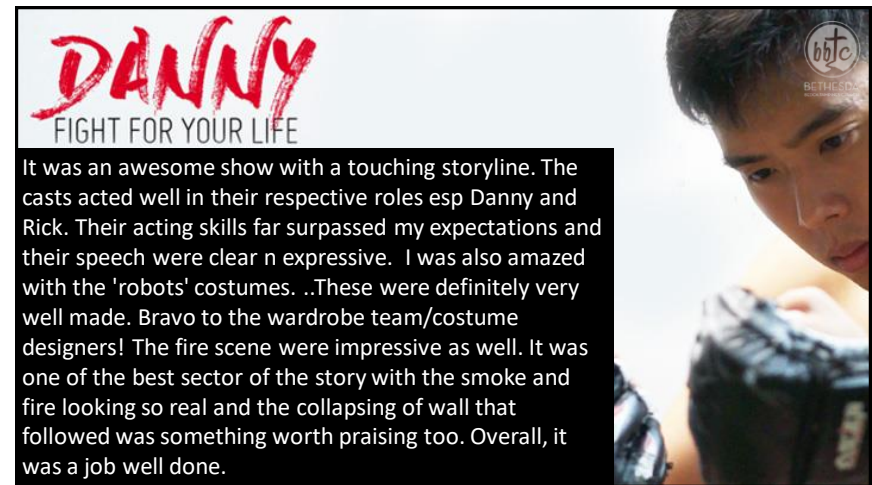 DANNY
FIGHT FOR YOUR LIFE
bbtc
BETHESDA
It was an awesome show with a touching storyline. The
casts acted well in their respective roles esp Danny and
Rick. Their acting skills far surpassed my expectations and
their speech were clear n expressive.  I was also amazed
with the 'robots' costumes. ..These were definitely very
well made. Bravo to the wardrobe team/costume
designers! The fire scene were impressive as well. It was
one of the best sector of the story with the smoke and
fire looking so real and the collapsing of wall that
followed was something worth praising too. Overall, it
was a job well done.